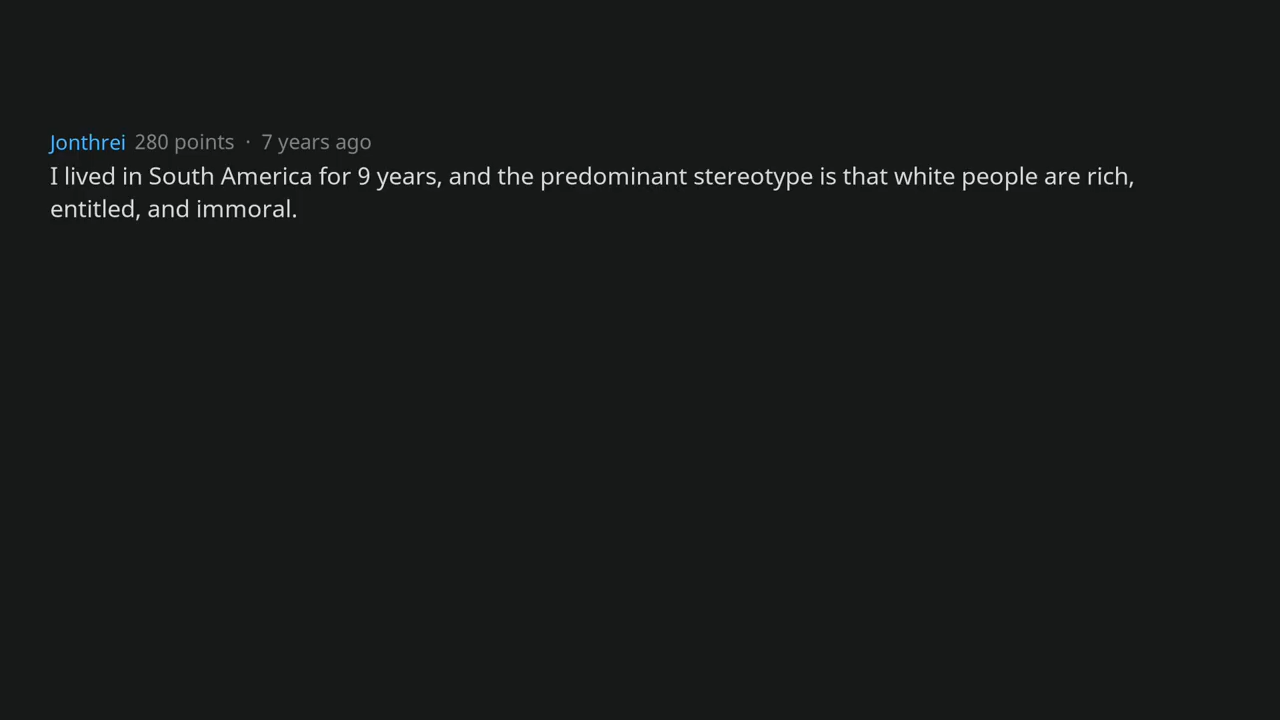 Jonthrei 280 points · 7 years ago
I lived in South America for 9 years, and the predominant stereotype is that white people are rich,
entitled, and immoral.